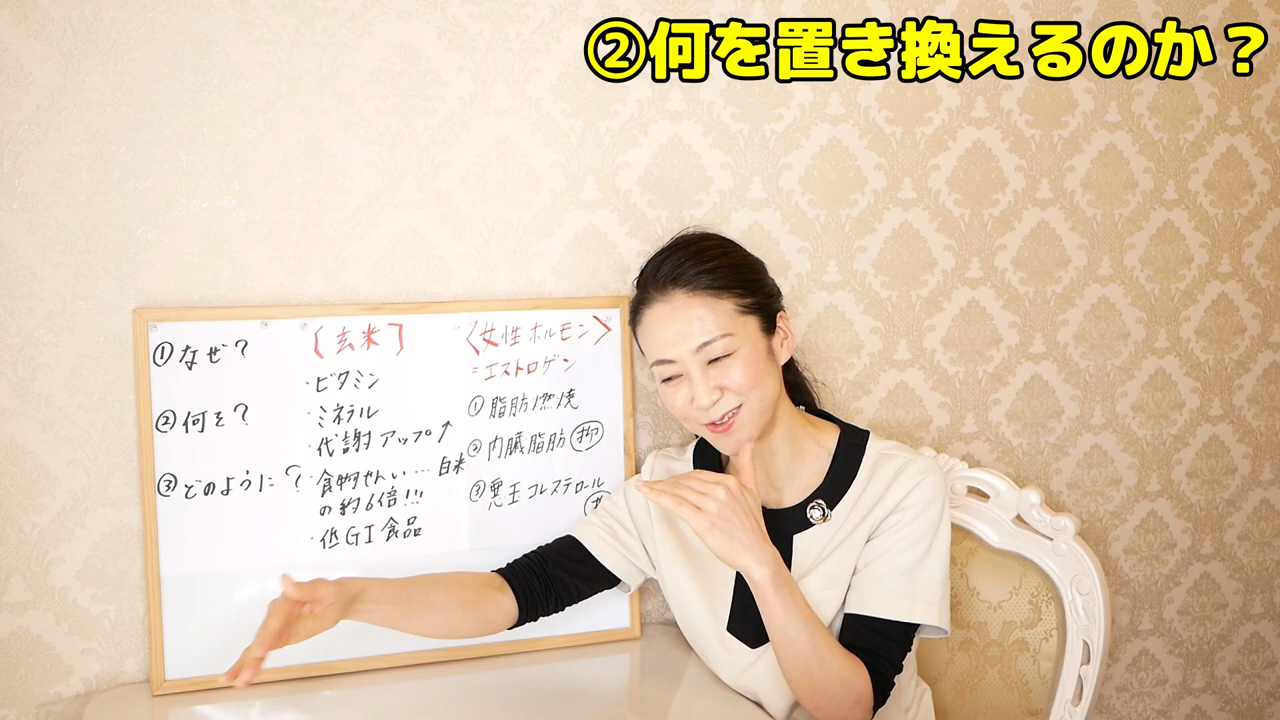 ②何を置き換えるのか？
①なぜ？
②何を？
③どのように？
〔玄米〕
・ビタミン
・ミネラル
・代謝アップ↑
・食物せんい…白米
の約6倍!!!
・低GI食品
〈女性ホルモン〉
=エストロゲン
①脂肪燃焼
②内臓脂肪㊥
③悪玉コレステロール